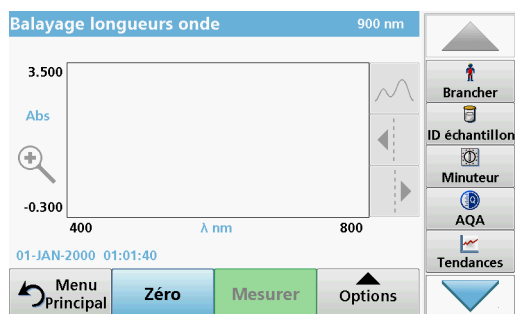 Balayage longueurs onde 900 nm
3.500
Abs
-0.300
400 λ nm 800
01-JAN-2000 01:01:40
Menu Principal
Zéro
Mesurer
Options
Brancher
ID échantillon
Minuteur
AQA
Tendances